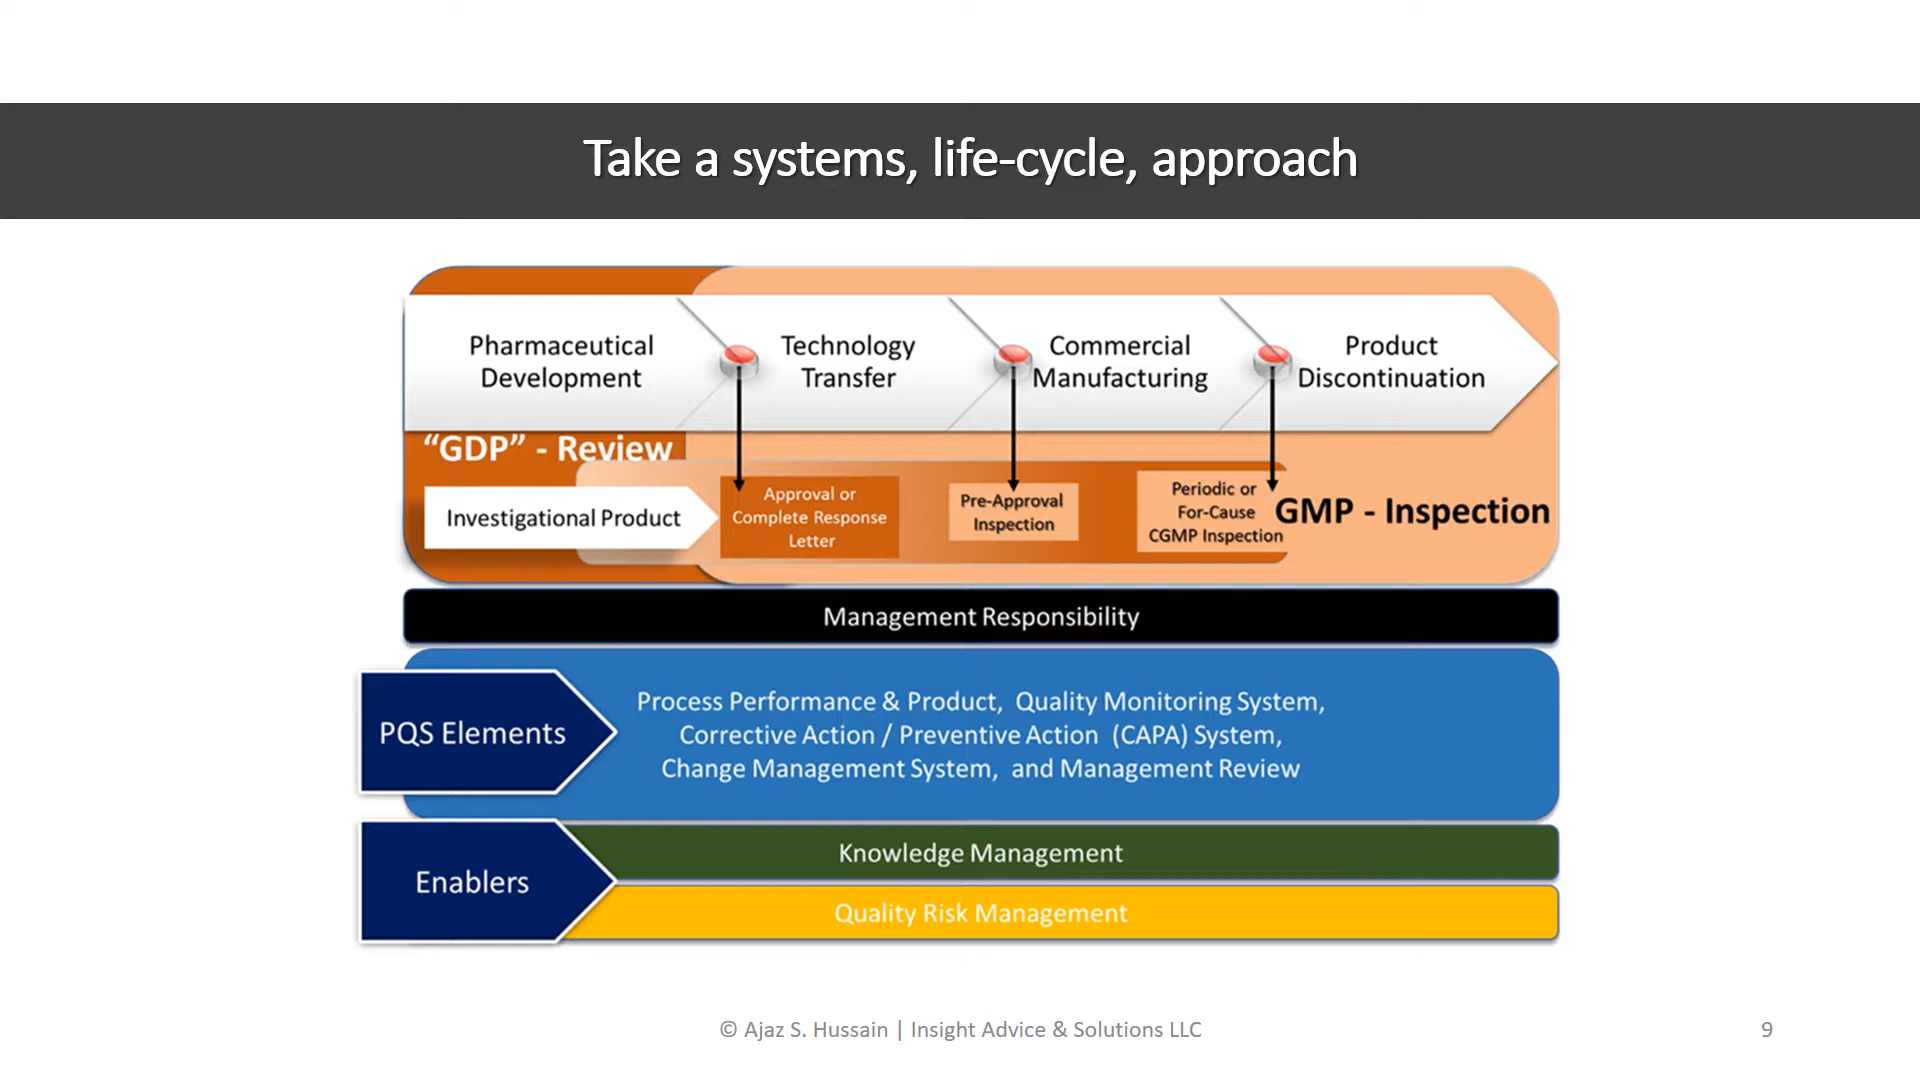 Take a systems, life-cycle, approach
Pharmaceutical
Development
Technology
Transfer
Commercial
Manufacturing
Product
Discontinuation
“GDP” - Review
Investigational Product
Approval or
Complete Response
Letter
Pre-Approval
Inspection
Periodic or
For-Cause
CGMP Inspection
GMP - Inspection
Management Responsibility
PQS Elements
Process Performance & Product, Quality Monitoring System,
Corrective Action / Preventive Action (CAPA) System,
Change Management System, and Management Review
Enablers
Knowledge Management
Quality Risk Management
© Ajaz S. Hussain | Insight Advice & Solutions LLC
9